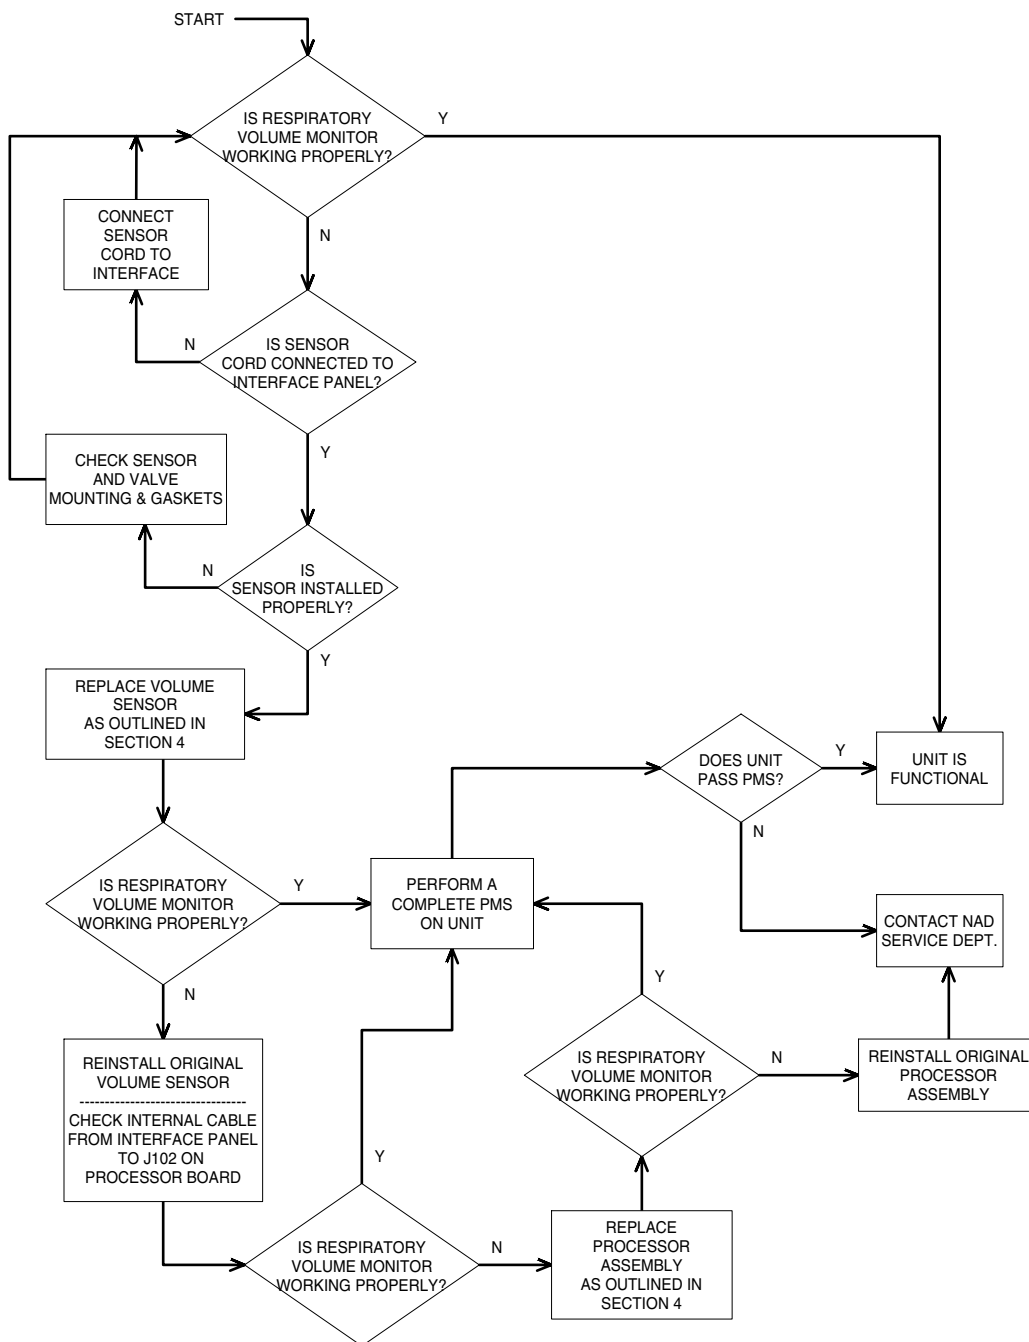 START
IS RESPIRATORY
VOLUME MONITOR
WORKING PROPERLY?
Y
N
CONNECT
SENSOR
CORD TO
INTERFACE
N
IS SENSOR
CORD CONNECTED TO
INTERFACE PANEL?
Y
CHECK SENSOR
AND VALVE
MOUNTING & GASKETS
N
IS
SENSOR INSTALLED
PROPERLY?
Y
REPLACE VOLUME
SENSOR
AS OUTLINED IN
SECTION 4
DOES UNIT
PASS PMS?
Y
N
UNIT IS
FUNCTIONAL
IS RESPIRATORY
VOLUME MONITOR
WORKING PROPERLY?
Y
N
PERFORM A
COMPLETE PMS
ON UNIT
CONTACT NAD
SERVICE DEPT.
REINSTALL ORIGINAL
VOLUME SENSOR
----------------------------------
CHECK INTERNAL CABLE
FROM INTERFACE PANEL
TO J102 ON
PROCESSOR BOARD
Y
IS RESPIRATORY
VOLUME MONITOR
WORKING PROPERLY?
N
REINSTALL ORIGINAL
PROCESSOR
ASSEMBLY
Y
IS RESPIRATORY
VOLUME MONITOR
WORKING PROPERLY?
N
REPLACE
PROCESSOR
ASSEMBLY
AS OUTLINED IN
SECTION 4